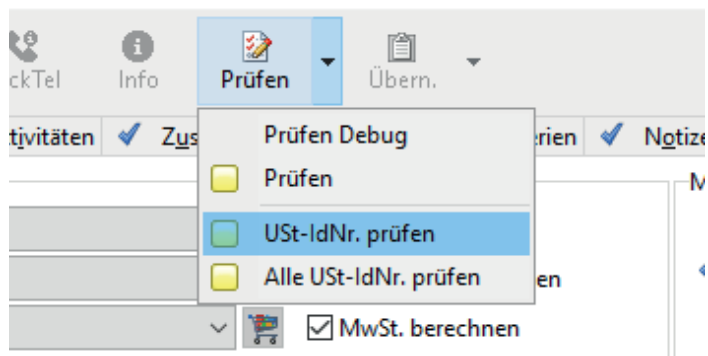 ckTel Info Prüfen Übern.
tivitäten Zus rien Notize
Prüfen Debug
Prüfen
M
USt-IdNr. prüfen
Alle USt-IdNr. prüfen en
MwSt. berechnen